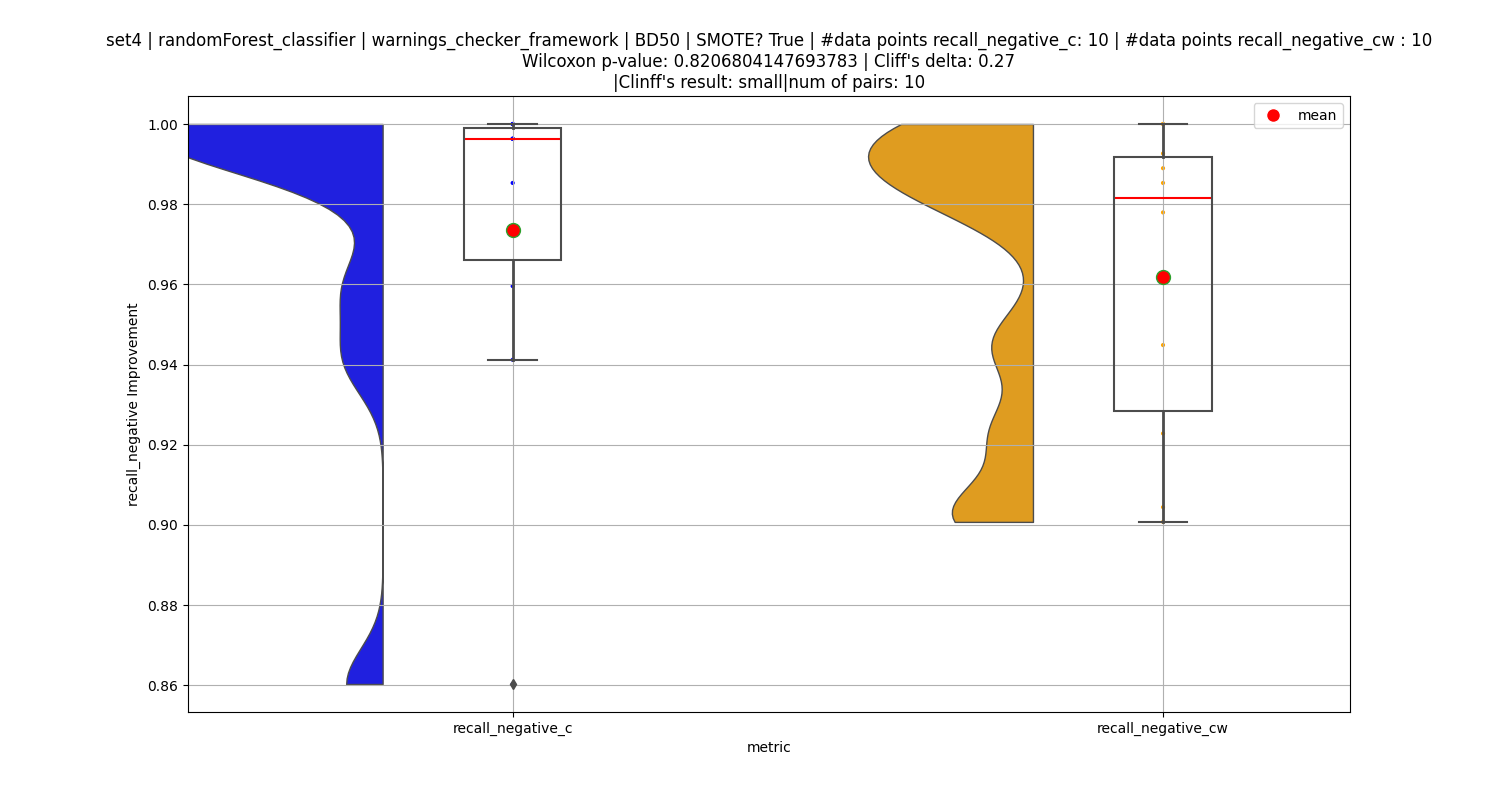 set4 | randomForest_classifier | warnings_checker_framework | BD50 | SMOTE? True | #data points recall_negative_c: 10 | #data points recall_negative_cw : 10
Wilcoxon p-value: 0.8206804147693783 | Cliff's delta: 0.27
|Clinff's result: small|num of pairs: 10
mean
1.00
0.98
0.96
0.94
0.92
0.90
0.88
0.86
recall_negative Improvement
recall_negative_c
recall_negative_cw
metric